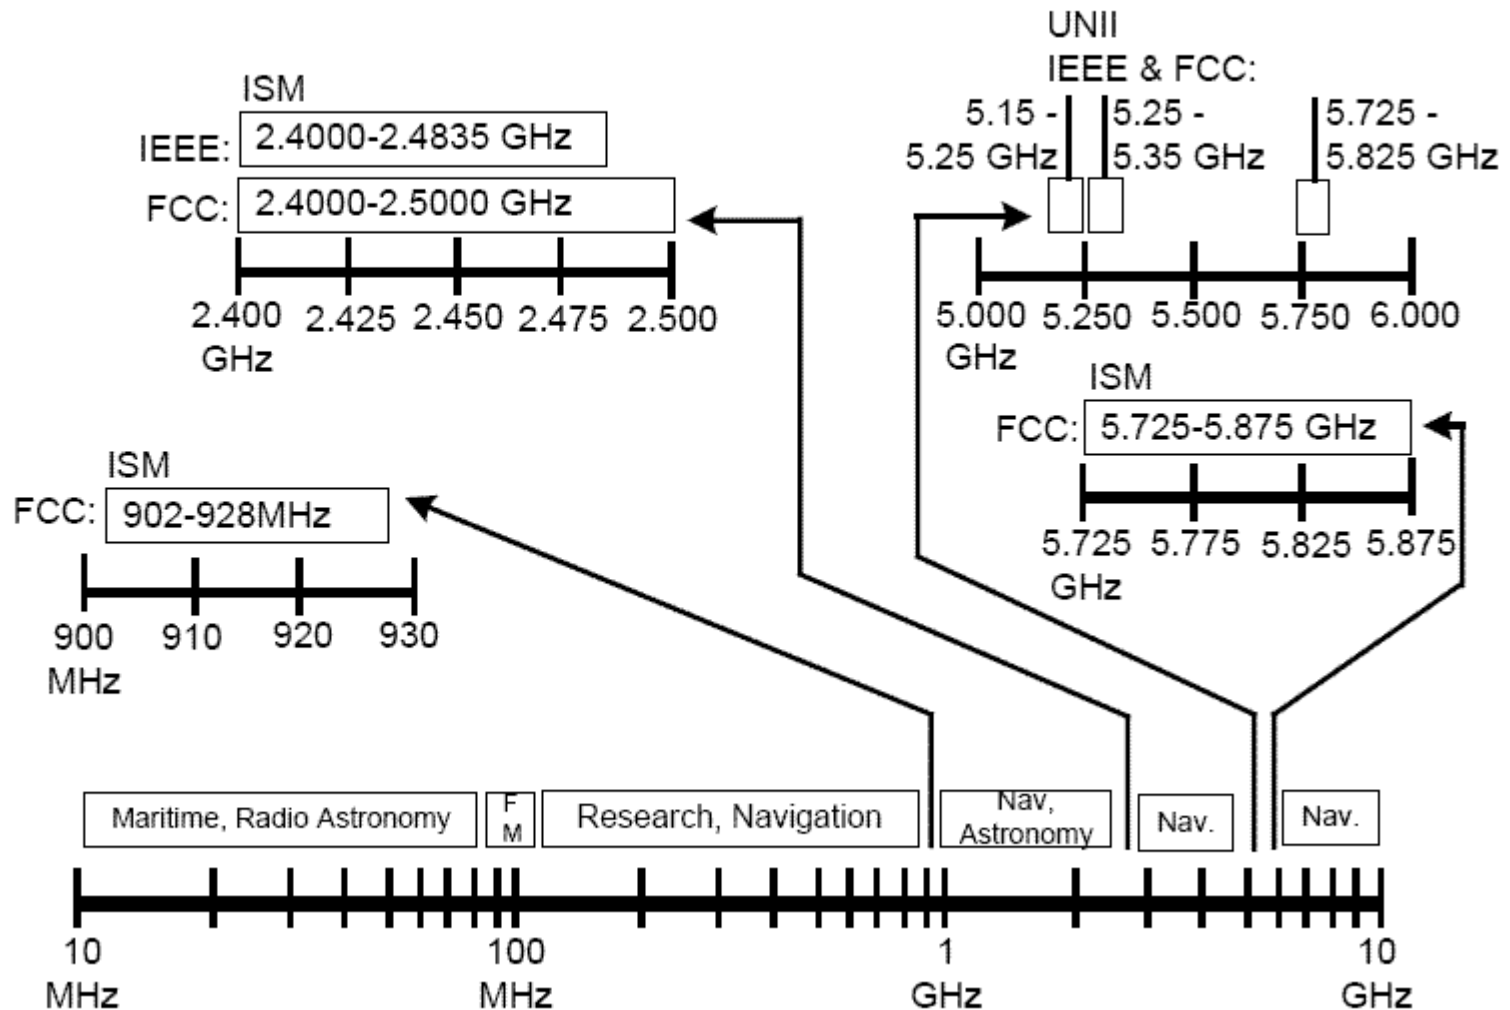 UNII
IEEE & FCC:
5.15 - 5.25 - 5.725 -
5.25 GHz 5.35 GHz 5.825 GHz
ISM
IEEE: 2.4000-2.4835 GHz
FCC: 2.4000-2.5000 GHz
2.400 2.425 2.450 2.475 2.500
GHz
5.000 5.250 5.500 5.750 6.000
GHz
ISM
FCC: 5.725-5.875 GHz
5.725 5.775 5.825 5.875
GHz
ISM
FCC: 902-928MHz
900 910 920 930
MHz
Maritime, Radio Astronomy
F
M
Research, Navigation
Nav,
Astronomy
Nav.
Nav.
10 100 1 10
MHz MHz GHz GHz